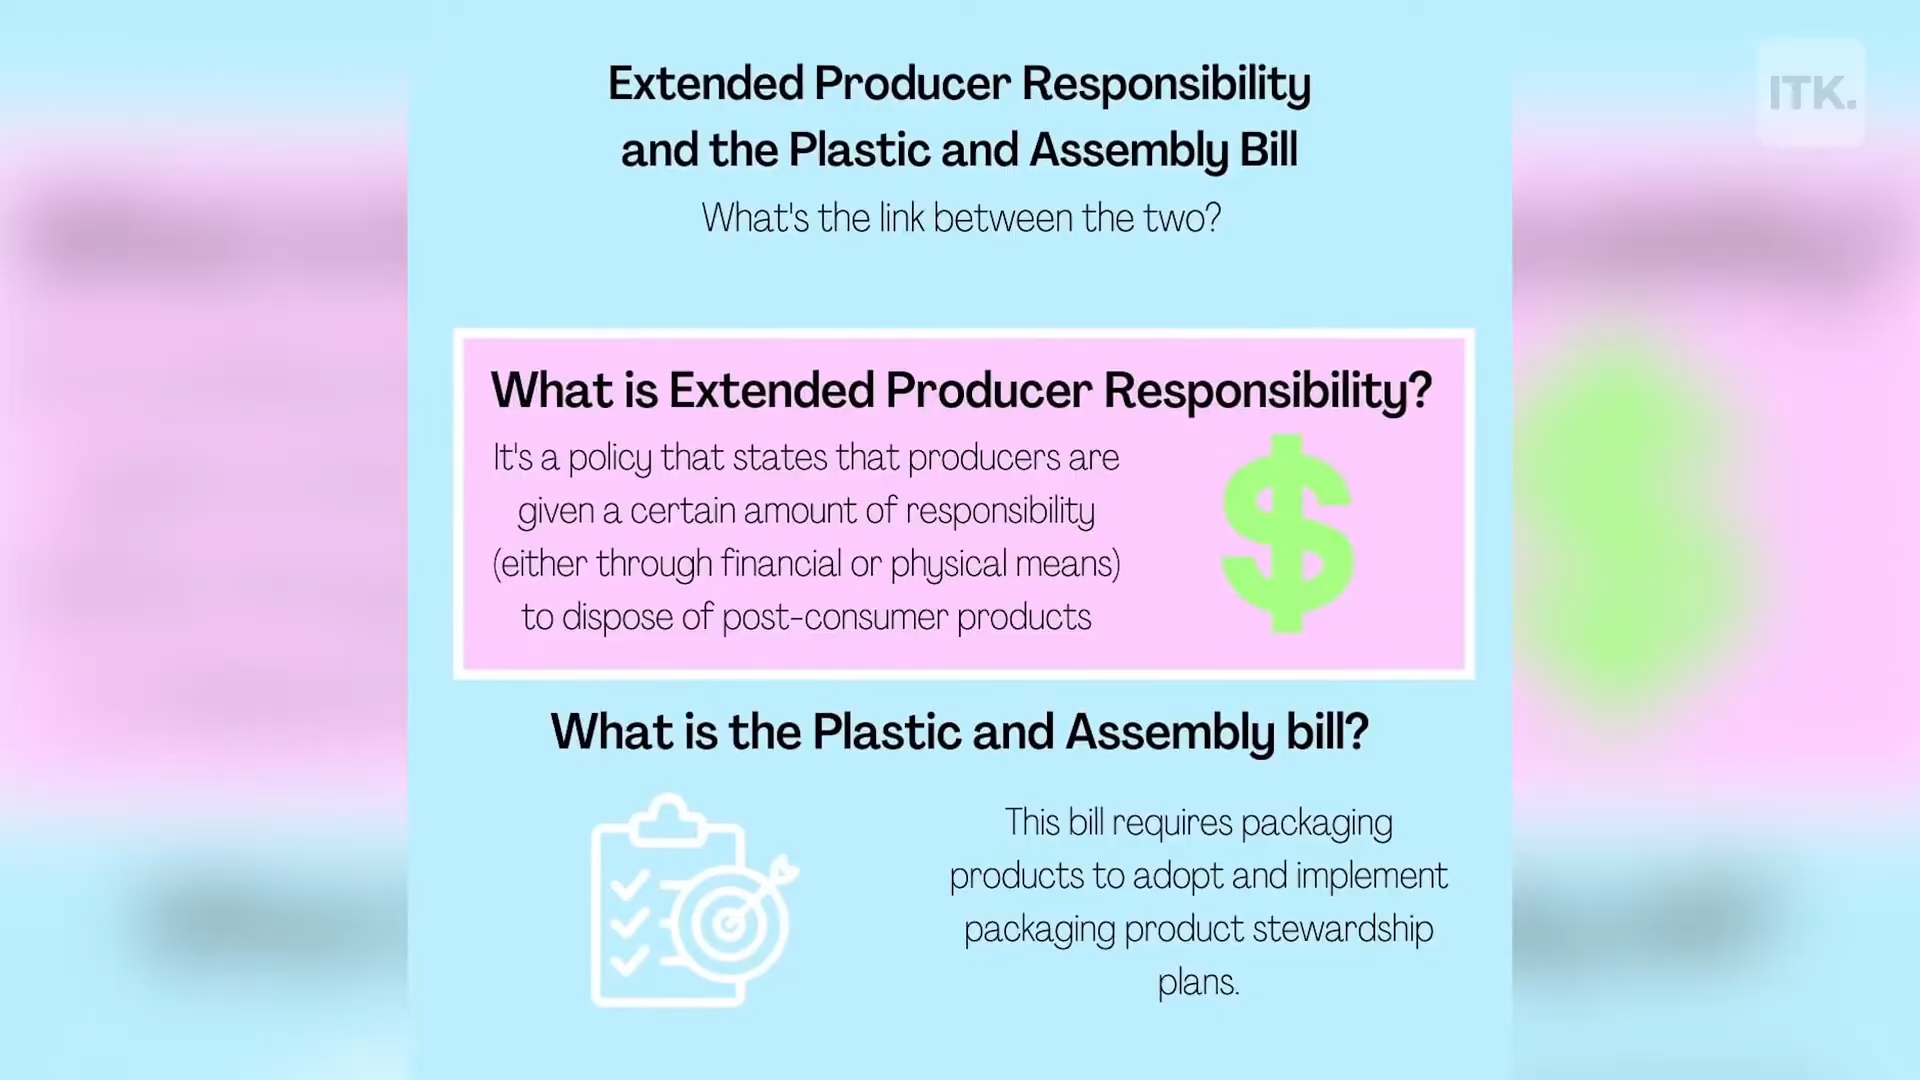 Extended Producer Responsibility
and the Plastic and Assembly Bill
What's the link between the two?
ITK.
What is Extended Producer Responsibility?
It's a policy that states that producers are
given a certain amount of responsibility
(either through financial or physical means)
to dispose of post-consumer products
$
What is the Plastic and Assembly bill?
This bill requires packaging
products to adopt and implement
packaging product stewardship
plans.